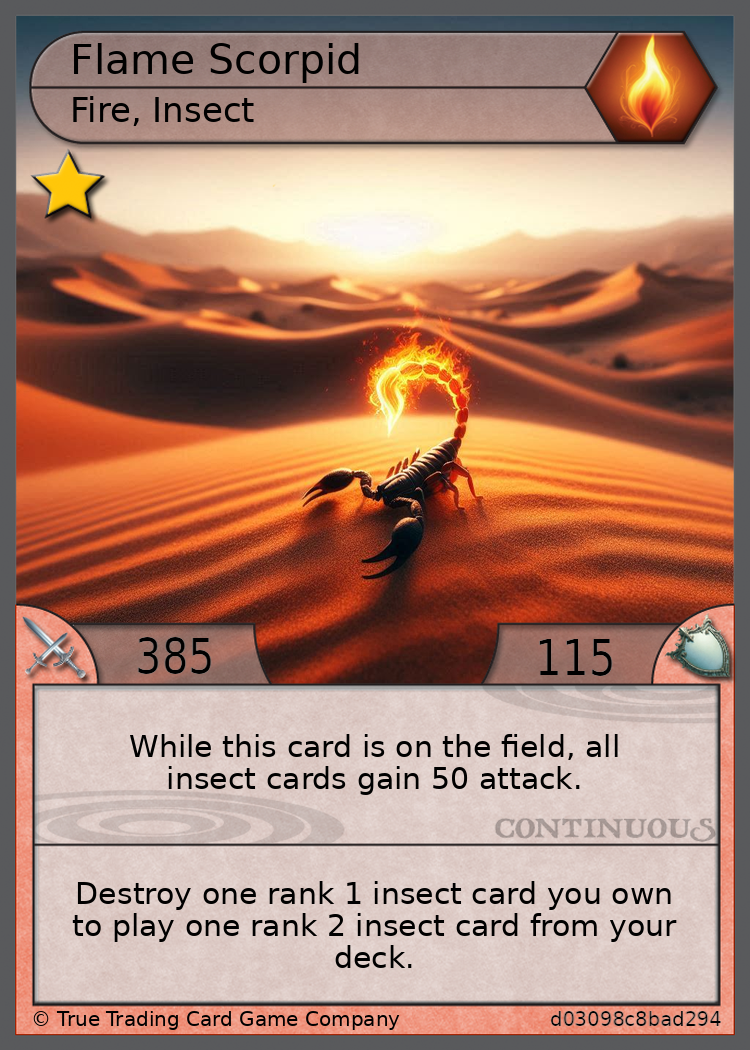 Flame Scorpid
Fire, Insect
385
115
While this card is on the field, all
insect cards gain 50 attack.
CONTINUOUS
Destroy one rank 1 insect card you own
to play one rank 2 insect card from your
deck.
© True Trading Card Game Company
d03098c8bad294